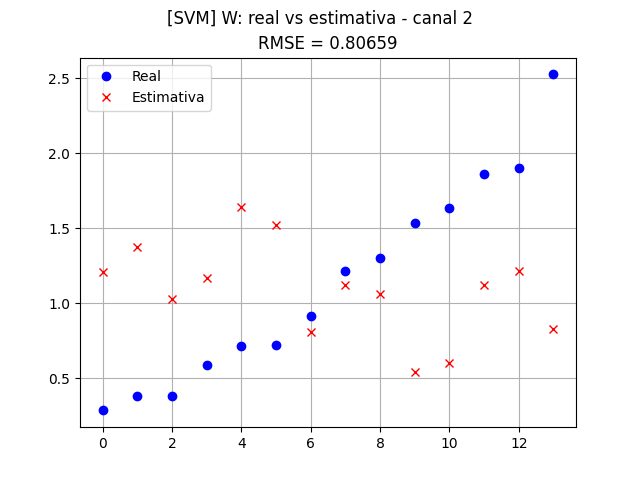 [SVM] W: real vs estimativa - canal 2
RMSE = 0.80659
Real
Estimativa
2.5
2.0
1.5
1.0
0.5
0 2 4 6 8 10 12